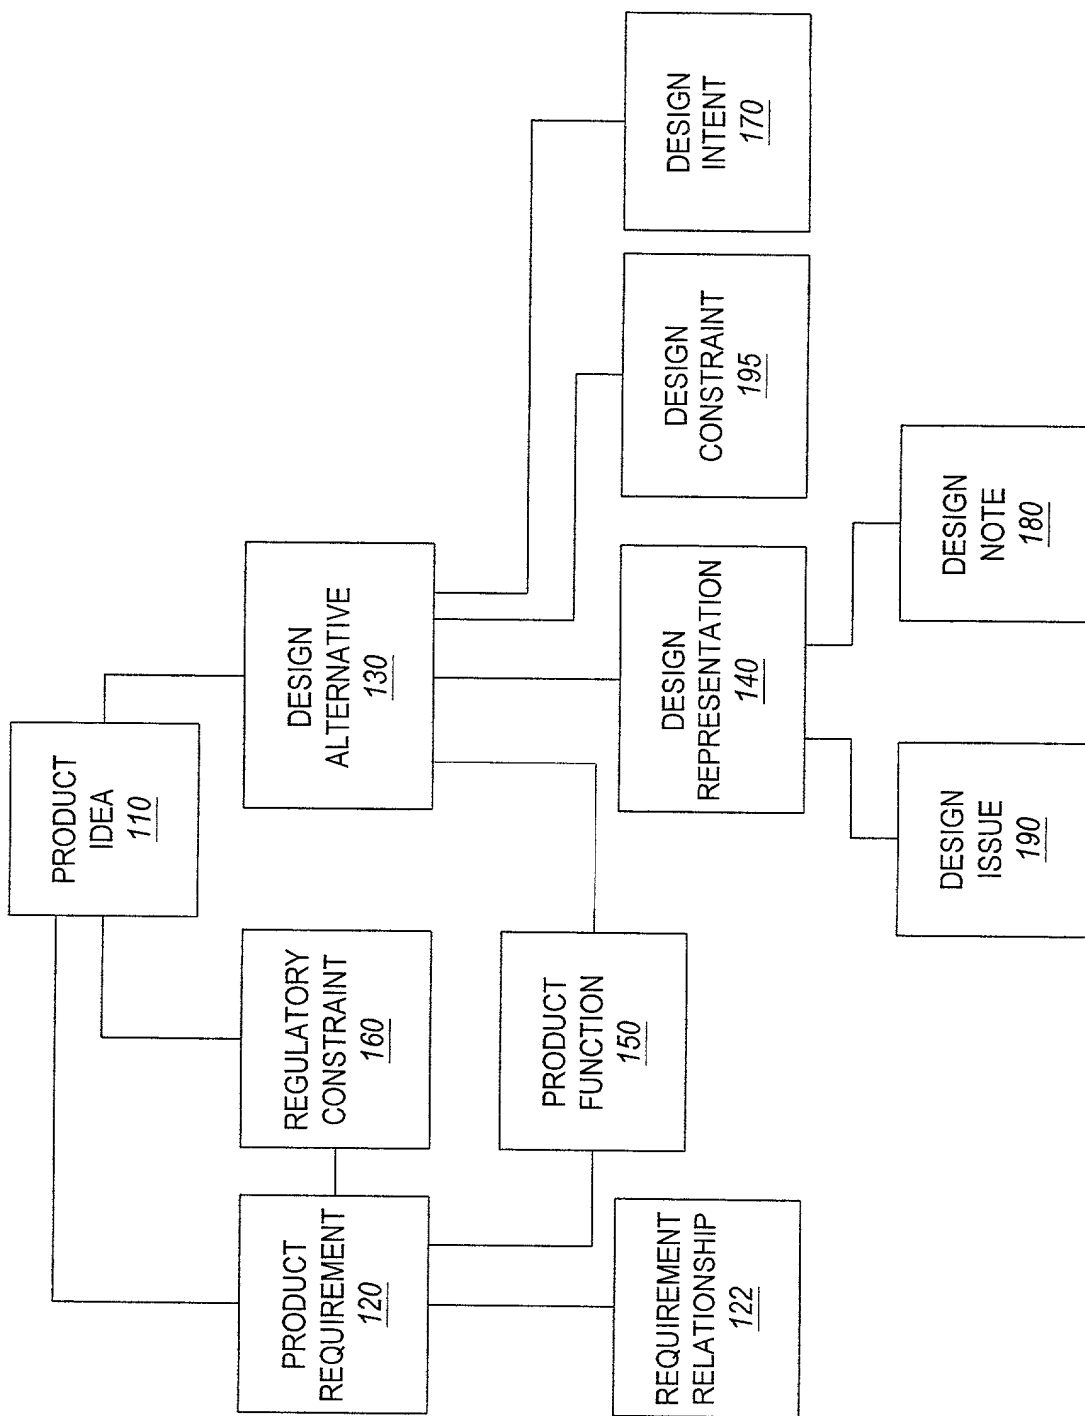 PRODUCT
IDEA
110
PRODUCT
REQUIREMENT
120
REGULATORY
CONSTRAINT
160
DESIGN
ALTERNATIVE
130
REQUIREMENT
RELATIONSHIP
122
PRODUCT
FUNCTION
150
DESIGN
REPRESENTATION
140
DESIGN
CONSTRAINT
195
DESIGN
INTENT
170
DESIGN
ISSUE
190
DESIGN
NOTE
180